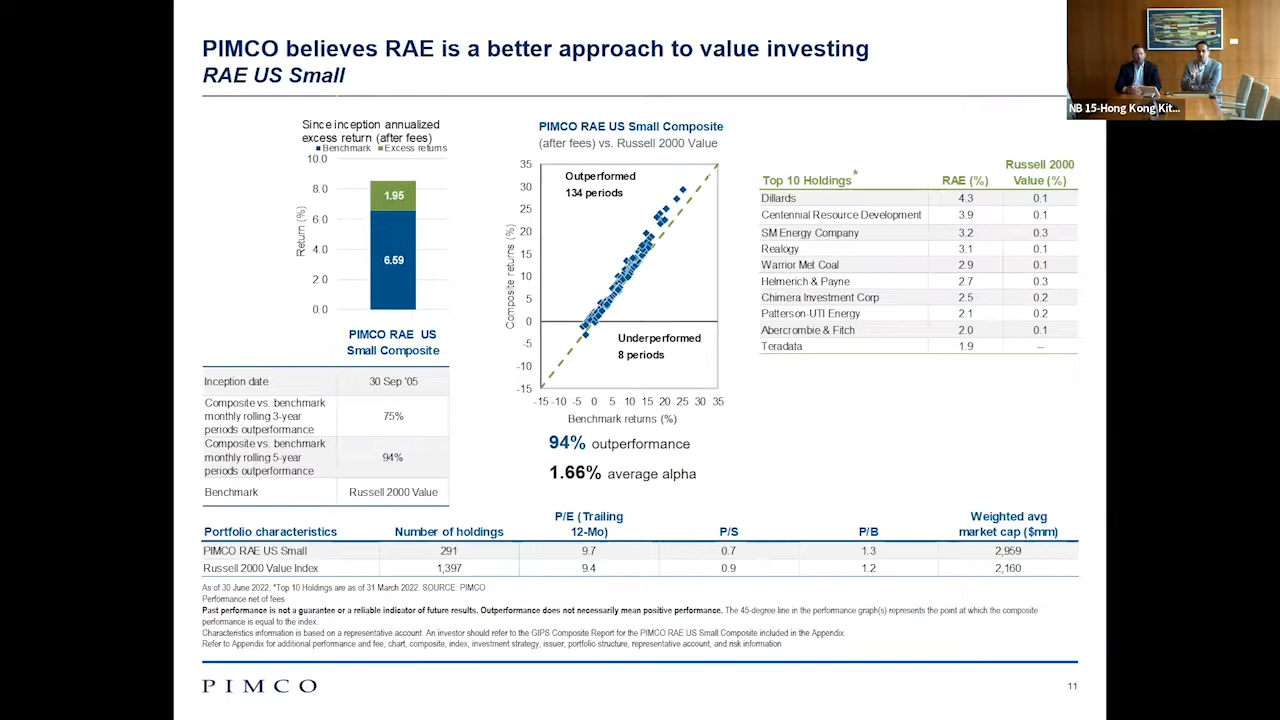 PIMCO believes RAE is a better approach to value investing
RAE US Small
NB 15-Hong Kong Kit...
Since inception annualized
excess return (after fees)
Benchmark Excess returns
10.0
8.0
6.0
4.0
2.0
0.0
Return (%)
1.95
6.59
PIMCO RAE US
Small Composite
Inception date 30 Sep '05
Composite vs. benchmark
monthly rolling 3-year
periods outperformance
75%
Composite vs. benchmark
monthly rolling 5-year
periods outperformance
94%
Benchmark Russell 2000 Value
PIMCO RAE US Small Composite
(after fees) vs. Russell 2000 Value
35
30
25
20
15
10
5
0
-5
-10
-15
Composite returns (%)
Outperformed
134 periods
Underperformed
8 periods
-15 -10 -5 0 5 10 15 20 25 30 35
Benchmark returns (%)
94% outperformance
1.66% average alpha
Top 10 Holdings* RAE (%) Russell 2000 Value (%)
Dillards 4.3 0.1
Centennial Resource Development 3.9 0.1
SM Energy Company 3.2 0.3
Realogy 3.1 0.1
Warrior Met Coal 2.9 0.1
Helmerich & Payne 2.7 0.3
Chimera Investment Corp 2.5 0.2
Patterson-UTI Energy 2.1 0.2
Abercrombie & Fitch 2.0 0.1
Teradata 1.9 --
Portfolio characteristics Number of holdings P/E (Trailing 12-Mo) P/S P/B Weighted avg market cap ($mm)
PIMCO RAE US Small 291 9.7 0.7 1.3 2,959
Russell 2000 Value Index 1,397 9.4 0.9 1.2 2,160
As of 30 June 2022. *Top 10 Holdings are as of 31 March 2022. SOURCE: PIMCO
Performance net of fees
Past performance is not a guarantee or a reliable indicator of future results. Outperformance does not necessarily mean positive performance. The 45-degree line in the performance graph(s) represents the point at which the composite
performance is equal to the index.
Characteristics information is based on a representative account. An investor should refer to the GIPS Composite Report for the PIMCO RAE US Small Composite included in the Appendix
Refer to Appendix for additional performance and fee, chart, composite, index, investment strategy, issuer, portfolio structure, representative account, and risk information
PIMCO
11